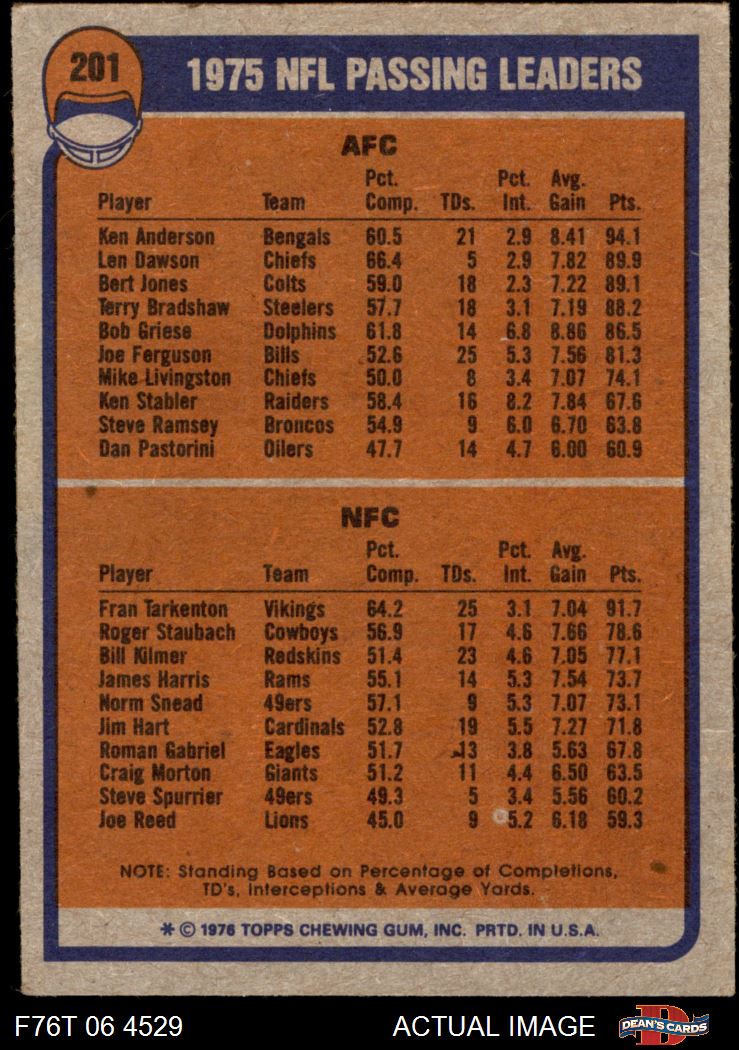 201
1975 NFL PASSING LEADERS
AFC
Pct. Pct. Avg.
Player Team Comp. TDs. Int. Gain Pts.
Ken Anderson Bengals 60.5 21 2.9 8.41 94.1
Len Dawson Chiefs 66.4 5 2.9 7.82 89.9
Bert Jones Colts 59.0 18 2.3 7.22 89.1
Terry Bradshaw Steelers 57.7 18 3.1 7.19 88.2
Bob Griese Dolphins 61.8 14 6.8 8.86 86.5
Joe Ferguson Bills 52.6 25 5.3 7.56 81.3
Mike Livingston Chiefs 50.0 8 3.4 7.07 74.1
Ken Stabler Raiders 58.4 16 8.2 7.84 67.6
Steve Ramsey Broncos 54.9 9 6.0 6.70 63.8
Dan Pastorini Oilers 47.7 14 4.7 6.00 60.9
NFC
Pct. Pct. Avg.
Player Team Comp. TDs. Int. Gain Pts.
Fran Tarkenton Vikings 64.2 25 3.1 7.04 91.7
Roger Staubach Cowboys 56.9 17 4.6 7.66 78.6
Bill Kilmer Redskins 51.4 23 4.6 7.05 77.1
James Harris Rams 55.1 14 5.3 7.54 73.7
Norm Snead 49ers 57.1 9 5.3 7.07 73.1
Jim Hart Cardinals 52.8 19 5.5 7.27 71.8
Roman Gabriel Eagles 51.7 13 3.8 5.63 67.8
Craig Morton Giants 51.2 11 4.4 6.50 63.5
Steve Spurrier 49ers 49.3 5 3.4 5.56 60.2
Joe Reed Lions 45.0 9 5.2 6.18 59.3
NOTE: Standing Based on Percentage of Completions,
TD's, Interceptions & Average Yards.
* © 1976 TOPPS CHEWING GUM, INC. PRTD. IN U.S.A.
F76T 06 4529 ACTUAL IMAGE D DEAN'S CARDS